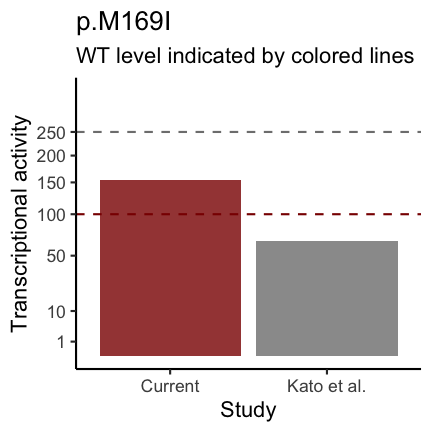 p.M169I
WT level indicated by colored lines
Transcriptional activity
250
200
150
100
50
10
1
Current
Kato et al.
Study